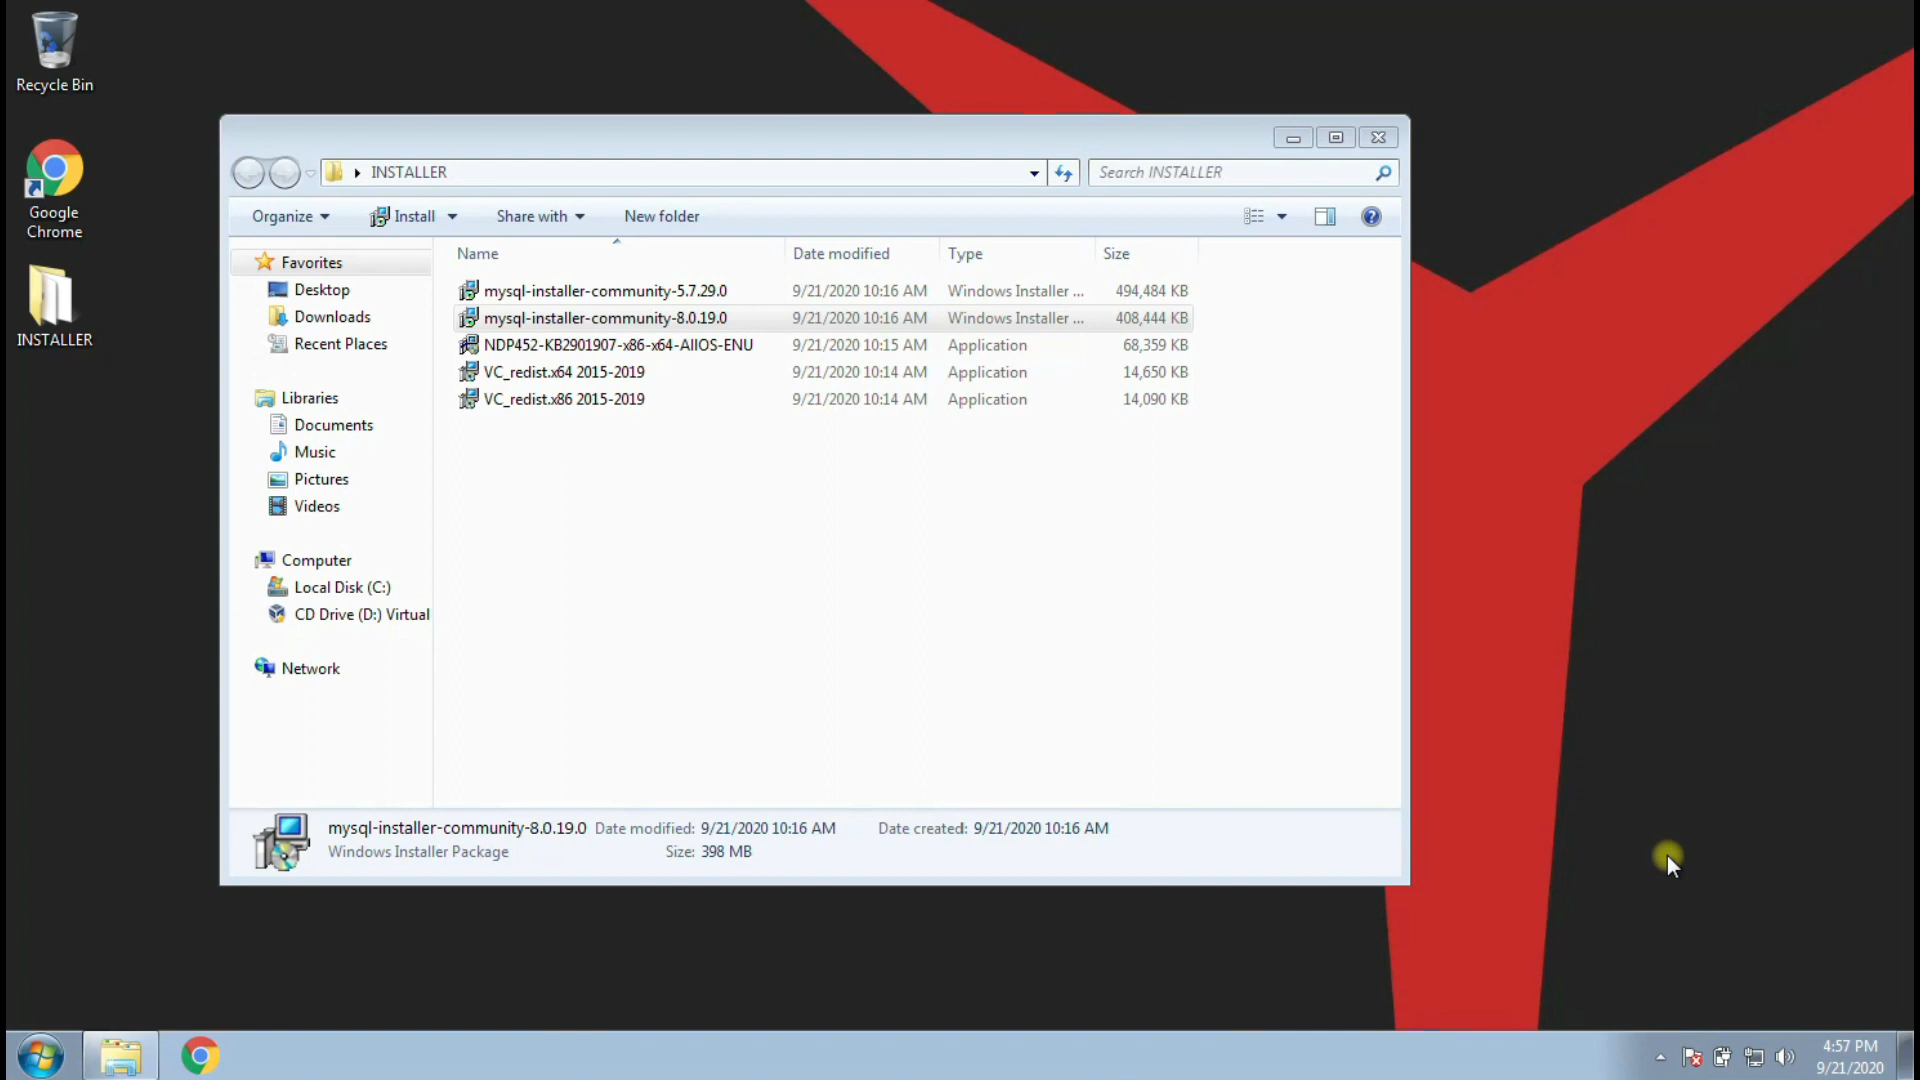 Recycle Bin
Google
Chrome
INSTALLER
INSTALLER
Search INSTALLER
Organize
Install
Share with
New folder
Favorites
Desktop
Downloads
Recent Places
Libraries
Documents
Music
Pictures
Videos
Computer
Local Disk (C:)
CD Drive (D:) Virtual
Network
Name Date modified Type Size
mysql-installer-community-5.7.29.0 9/21/2020 10:16 AM Windows Installer ... 494,484 KB
mysql-installer-community-8.0.19.0 9/21/2020 10:16 AM Windows Installer ... 408,444 KB
NDP452-KB2901907-x86-x64-AllOS-ENU 9/21/2020 10:15 AM Application 68,359 KB
VC_redist.x64 2015-2019 9/21/2020 10:14 AM Application 14,650 KB
VC_redist.x86 2015-2019 9/21/2020 10:14 AM Application 14,090 KB
mysql-installer-community-8.0.19.0 Date modified: 9/21/2020 10:16 AM Date created: 9/21/2020 10:16 AM
Windows Installer Package Size: 398 MB
4:57 PM
9/21/2020